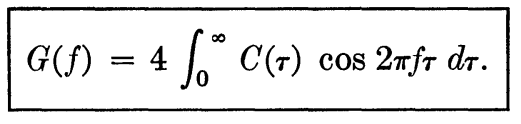 G(f) = 4 ∫₀^∞ C(τ) cos 2πfτ dτ.